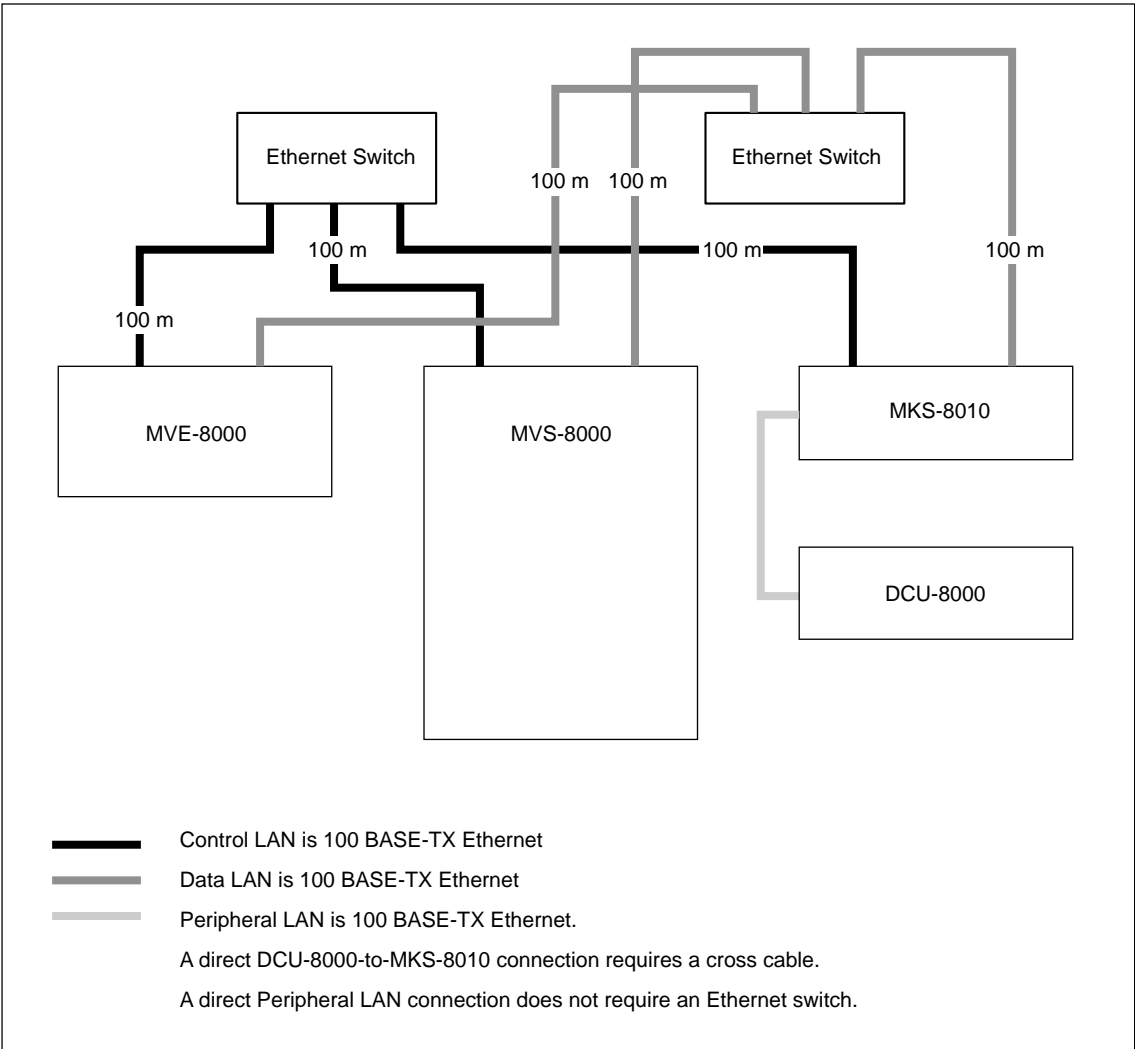 Ethernet Switch
Ethernet Switch
100 m
100 m
100 m
100 m
100 m
100 m
MVE-8000
MVS-8000
MKS-8010
DCU-8000
Control LAN is 100 BASE-TX Ethernet
Data LAN is 100 BASE-TX Ethernet
Peripheral LAN is 100 BASE-TX Ethernet.
A direct DCU-8000-to-MKS-8010 connection requires a cross cable.
A direct Peripheral LAN connection does not require an Ethernet switch.